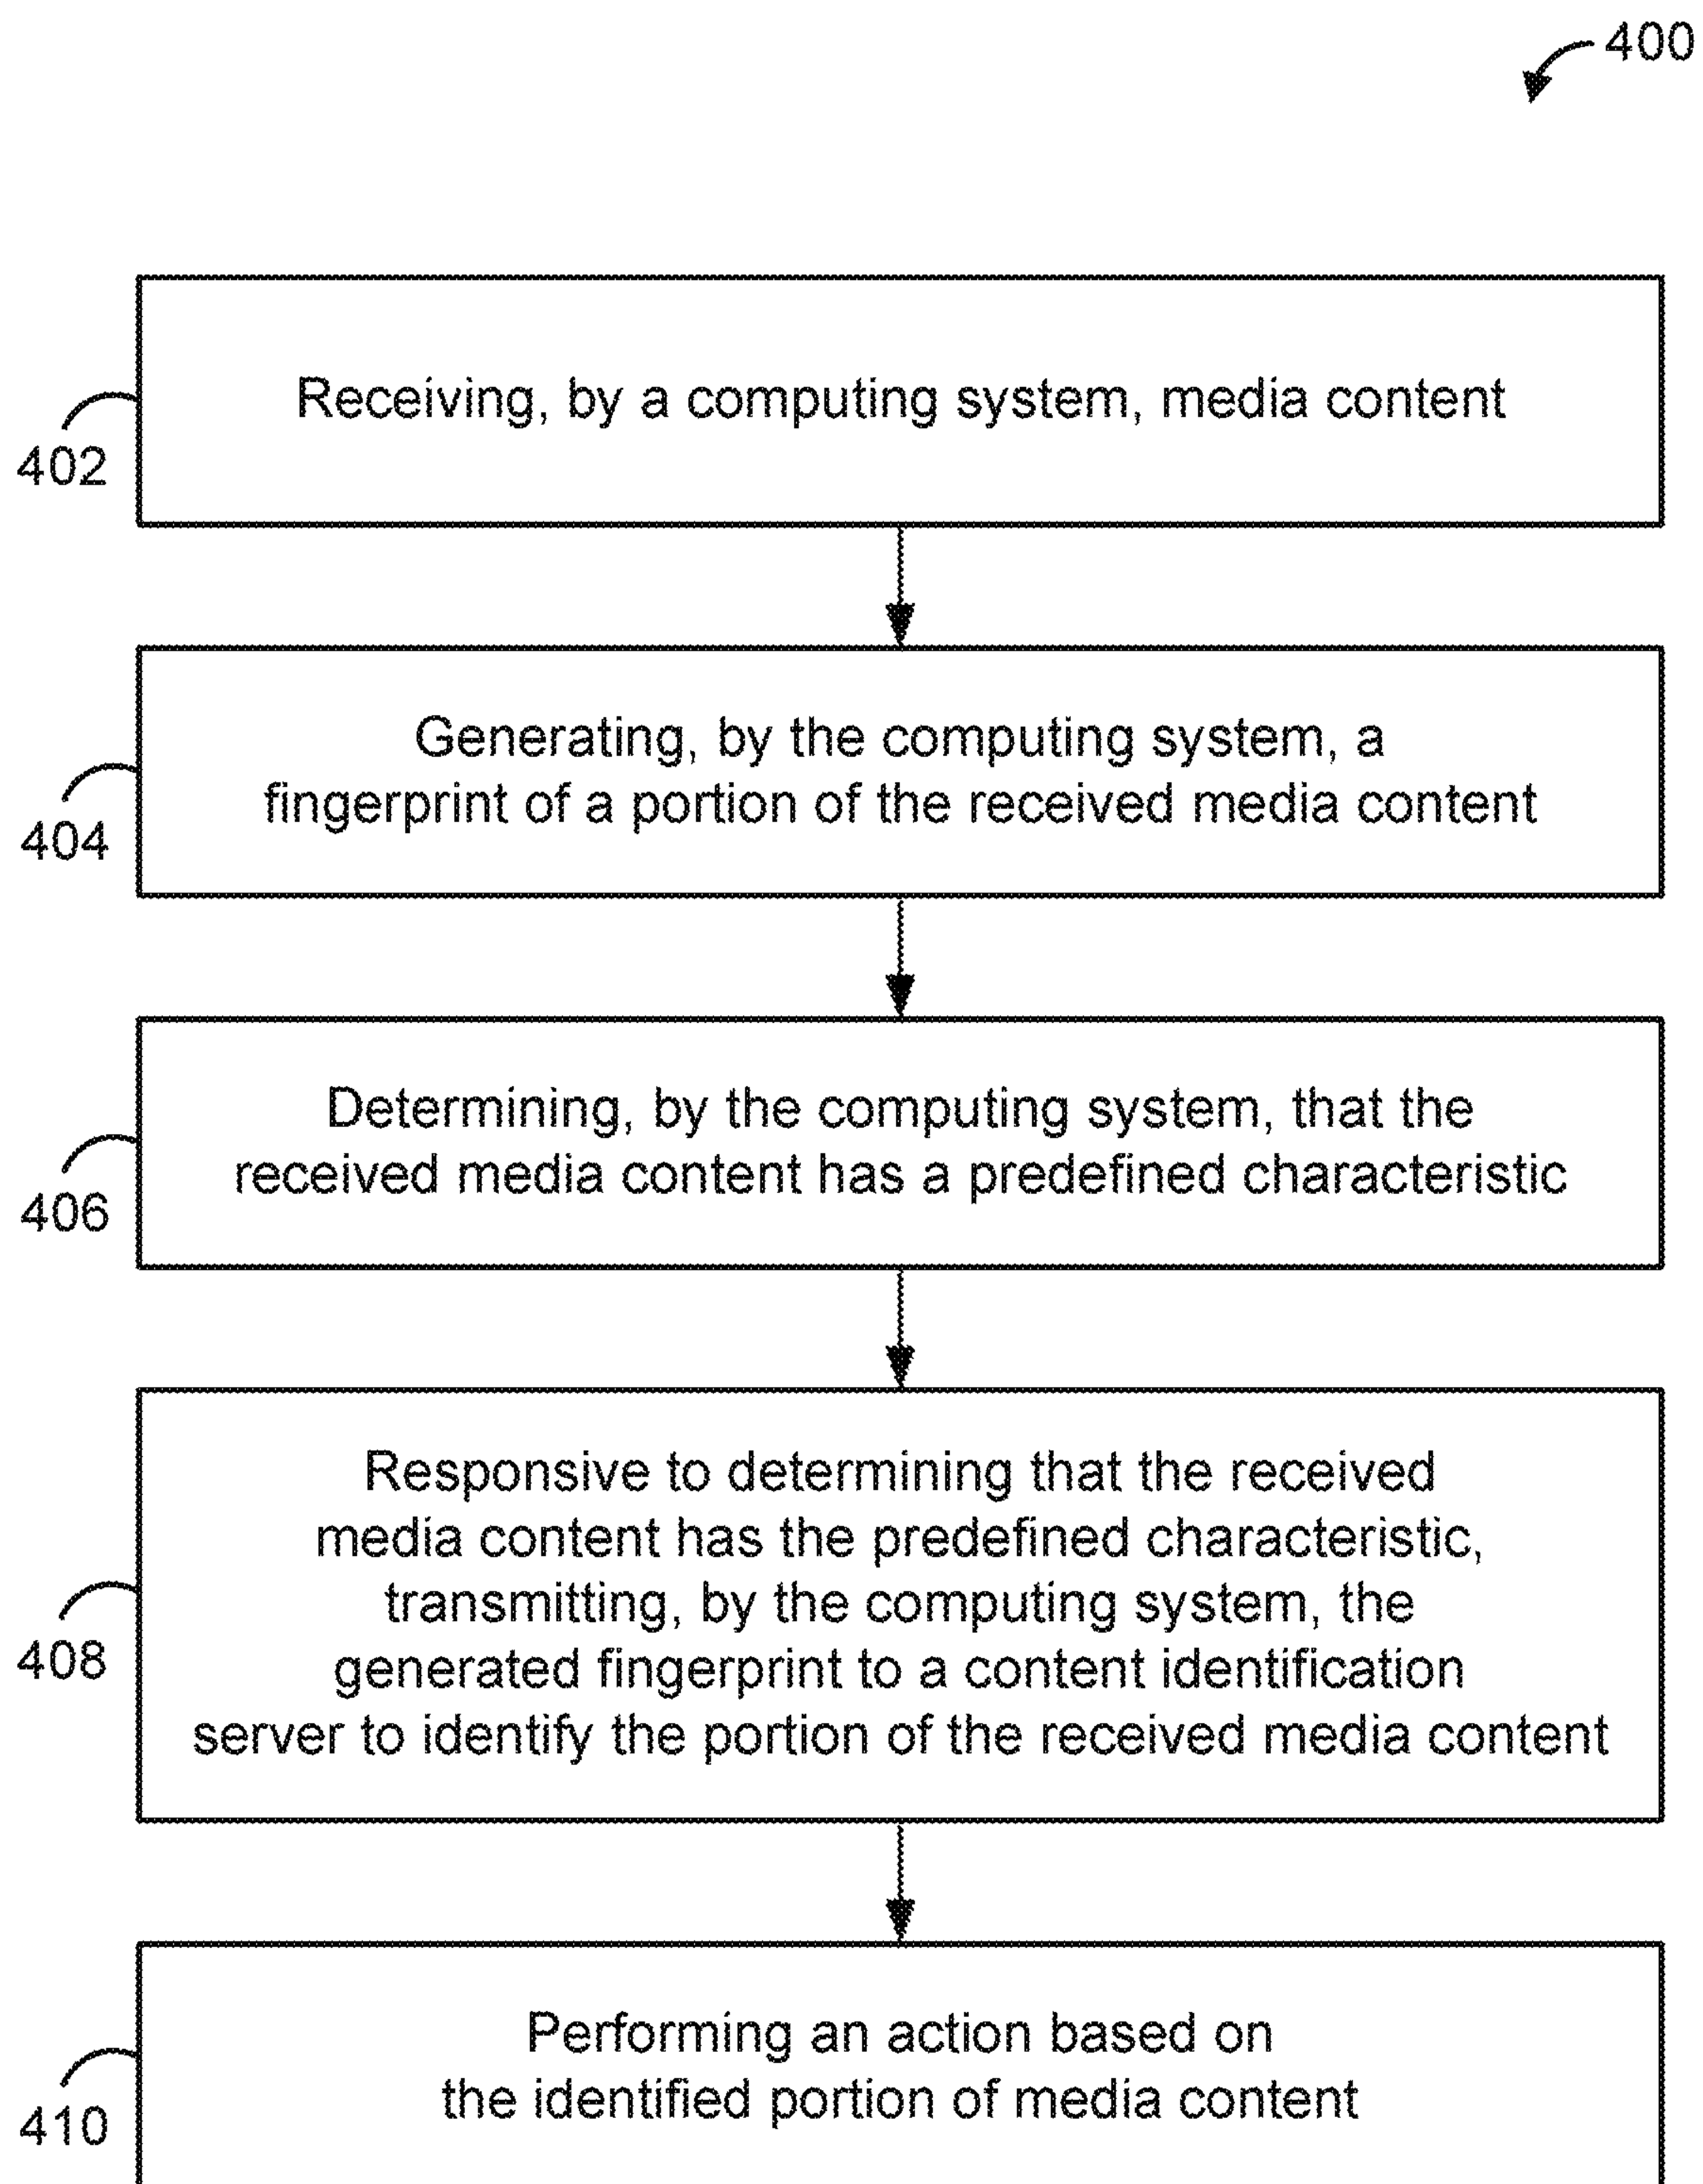 400
Receiving, by a computing system, media content
402
Generating, by the computing system, a
fingerprint of a portion of the received media content
404
Determining, by the computing system, that the
received media content has a predefined characteristic
406
Responsive to determining that the received
media content has the predefined characteristic,
transmitting, by the computing system, the
generated fingerprint to a content identification
server to identify the portion of the received media content
408
Performing an action based on
the identified portion of media content
410